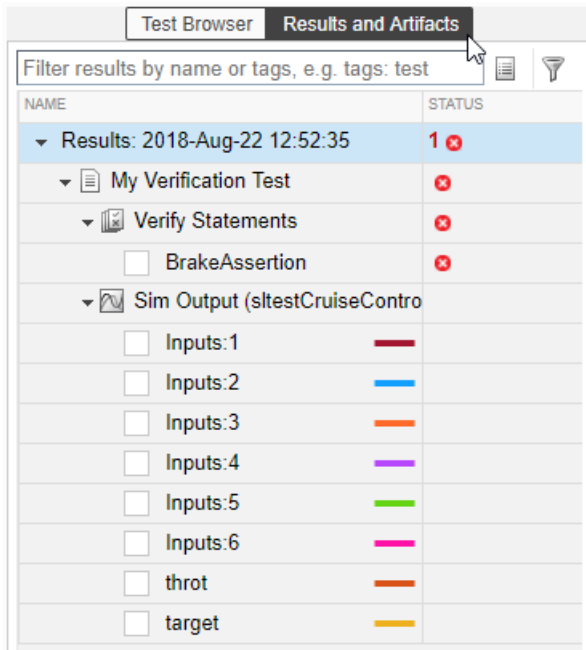 Test Browser
Results and Artifacts
Filter results by name or tags, e.g. tags: test
NAME
STATUS
Results: 2018-Aug-22 12:52:35
1
My Verification Test
Verify Statements
BrakeAssertion
Sim Output (sltestCruiseContro
Inputs:1
Inputs:2
Inputs:3
Inputs:4
Inputs:5
Inputs:6
throt
target